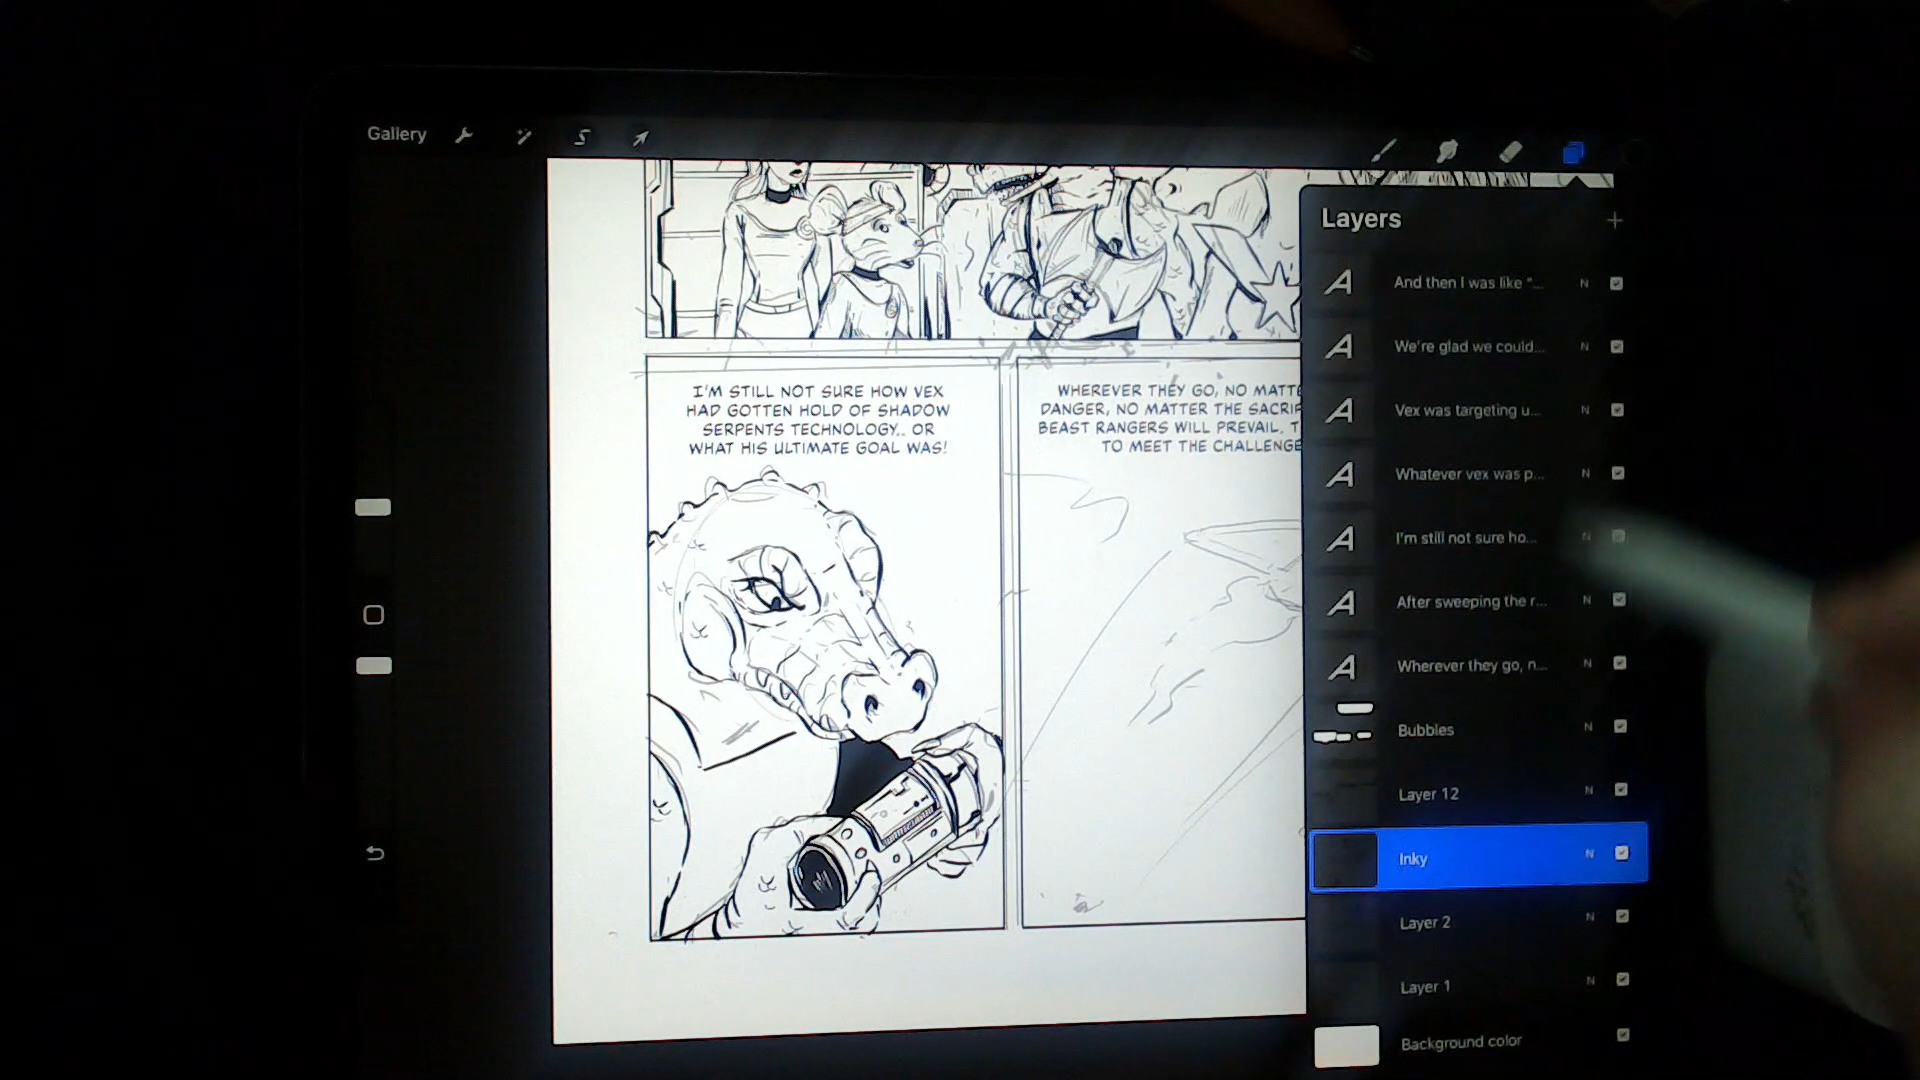 Gallery
Layers
And then I was like "...
N
We're glad we could...
N
Vex was targeting u...
N
Whatever vex was p...
N
I'm still not sure ho...
N
After sweeping the r...
N
Wherever they go, n...
N
Bubbles
N
Layer 12
N
Inky
N
Layer 2
N
Layer 1
N
Background color
I'M STILL NOT SURE HOW VEX
HAD GOTTEN HOLD OF SHADOW
SERPENTS TECHNOLOGY.. OR
WHAT HIS ULTIMATE GOAL WAS!
WHEREVER THEY GO, NO MATTE
DANGER, NO MATTER THE SACRIF
BEAST RANGERS WILL PREVAIL. T
TO MEET THE CHALLENGE